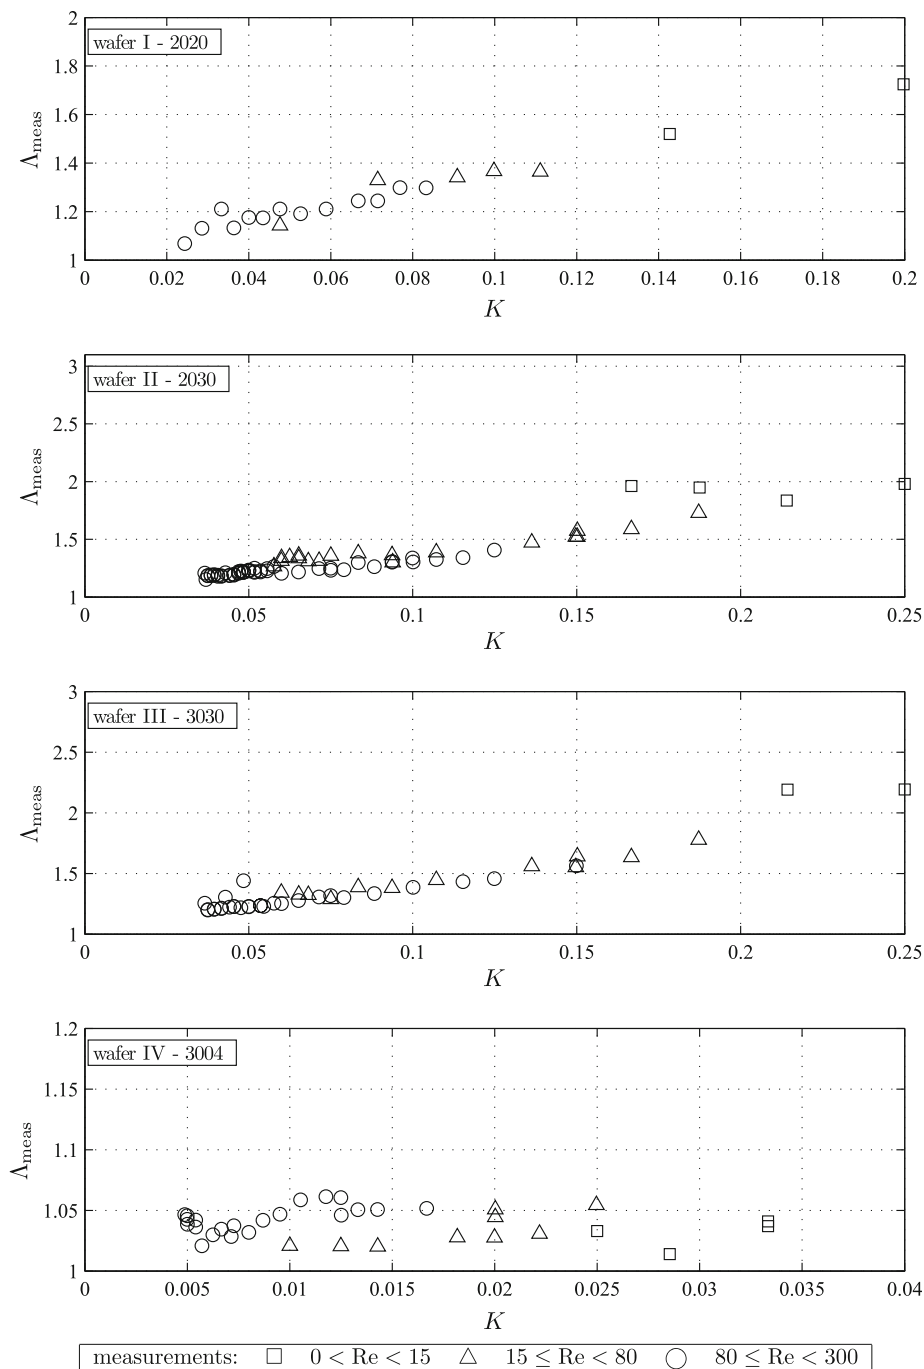 2
wafer I - 2020
1.8
1.6
Λmeas
1.4
1.2
1
0 0.02 0.04 0.06 0.08 0.1 0.12 0.14 0.16 0.18 0.2
K
3
wafer II - 2030
2.5
Λmeas
2
1.5
1
0 0.05 0.1 0.15 0.2 0.25
K
3
wafer III - 3030
2.5
Λmeas
2
1.5
1
0 0.05 0.1 0.15 0.2 0.25
K
1.2
wafer IV - 3004
1.15
Λmeas
1.1
1.05
1
0 0.005 0.01 0.015 0.02 0.025 0.03 0.035 0.04
K
measurements: □ 0 < Re < 15 △ 15 ≤ Re < 80 ○ 80 ≤ Re < 300